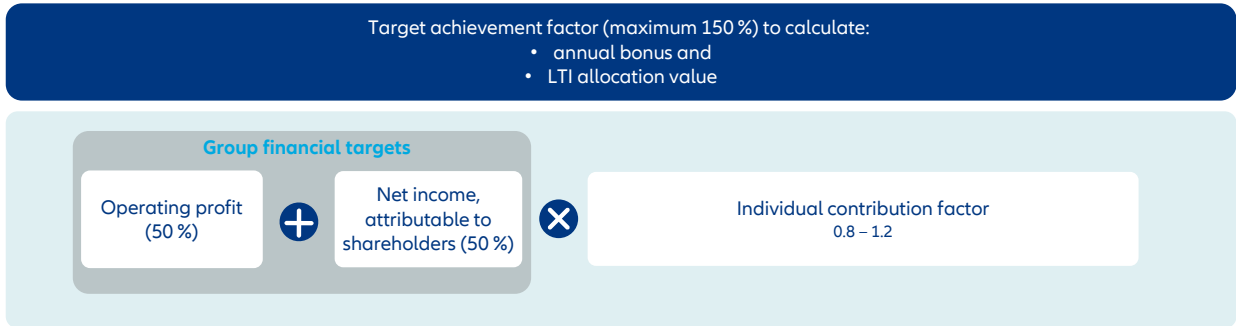 Target achievement factor (maximum 150 %) to calculate:
• annual bonus and
• LTI allocation value
Group financial targets
Operating profit
(50 %)
Net income,
attributable to
shareholders (50 %)
Individual contribution factor
0.8 – 1.2